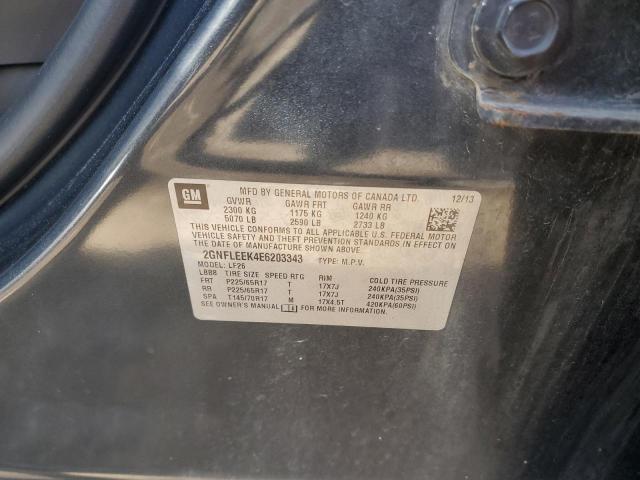 GM
MFD BY GENERAL MOTORS OF CANADA LTD. 12/13
GVWR GAWR FRT GAWR RR
2300 KG 1175 KG 1240 KG
5070 LB 2590 LB 2733 LB
THIS VEHICLE CONFORMS TO ALL APPLICABLE U.S. FEDERAL MOTOR
VEHICLE SAFETY AND THEFT PREVENTION STANDARDS IN EFFECT ON
THE DATE OF MANUFACTURE SHOWN ABOVE.
2GNFLEEK4E6203343 TYPE: M.P.V.
MODEL: LF26
LBB8 TIRE SIZE SPEED RTG RIM COLD TIRE PRESSURE
FRT P225/65R17 T 17X7J 240KPA(35PSI)
RR P225/65R17 T 17X7J 240KPA(35PSI)
SPA T145/70R17 M 17X4.5T 420KPA(60PSI)
SEE OWNER'S MANUAL FOR MORE INFORMATION.